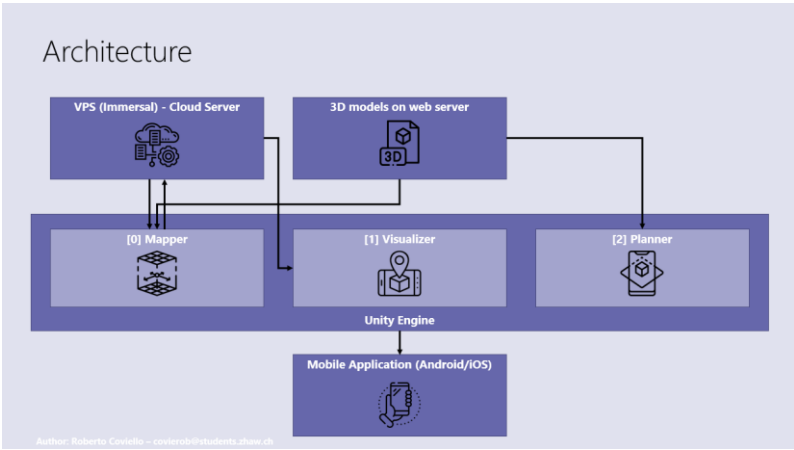 Architecture
VPS (Immersal) - Cloud Server
3D models on web server
3D
[0] Mapper
[1] Visualizer
[2] Planner
Unity Engine
Mobile Application (Android/iOS)
Author: Roberto Coviello – covierob@students.zhaw.ch